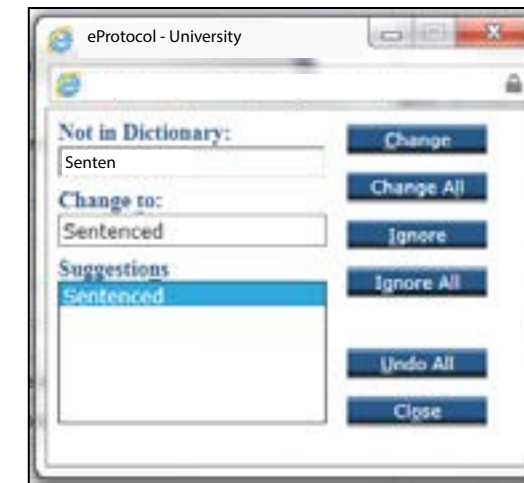 eProtocol - University
Not in Dictionary:
Senten
Change to:
Sentenced
Suggestions
Sentenced
Change
Change All
Ignore
Ignore All
Undo All
Close